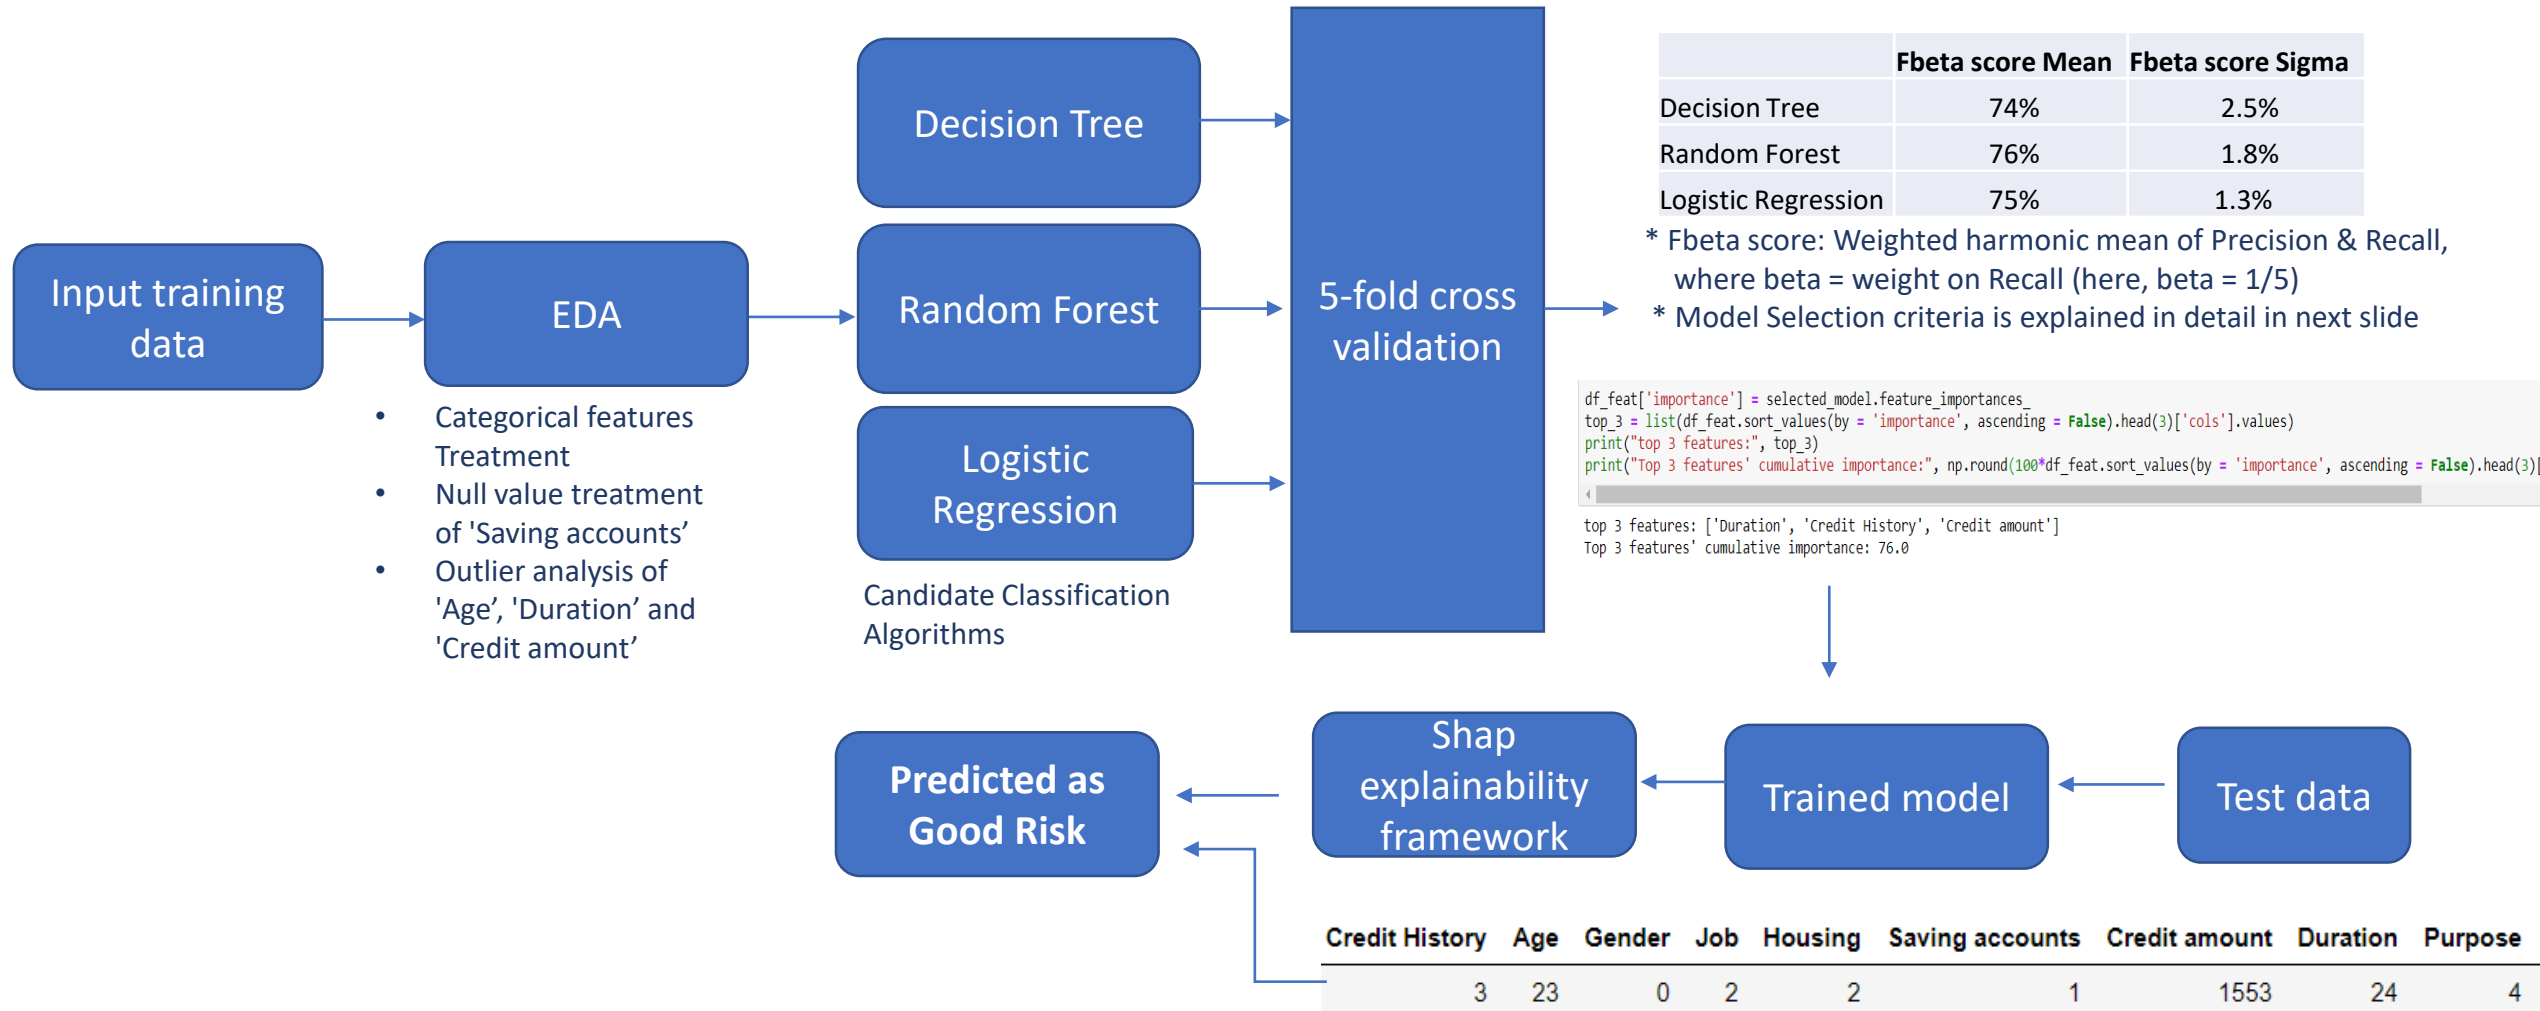 Input training
data
EDA
• Categorical features
Treatment
• Null value treatment
of 'Saving accounts’
• Outlier analysis of
'Age’, 'Duration’ and
'Credit amount’
Decision Tree
Random Forest
Logistic
Regression
Candidate Classification
Algorithms
5-fold cross
validation
Fbeta score Mean Fbeta score Sigma
Decision Tree 74% 2.5%
Random Forest 76% 1.8%
Logistic Regression 75% 1.3%
* Fbeta score: Weighted harmonic mean of Precision & Recall,
where beta = weight on Recall (here, beta = 1/5)
* Model Selection criteria is explained in detail in next slide
df_feat['importance'] = selected_model.feature_importances_
top_3 = list(df_feat.sort_values(by = 'importance', ascending = False).head(3)['cols'].values)
print("top 3 features:", top_3)
print("Top 3 features' cumulative importance:", np.round(100*df_feat.sort_values(by = 'importance', ascending = False).head(3)[
top 3 features: ['Duration', 'Credit History', 'Credit amount']
Top 3 features' cumulative importance: 76.0
Predicted as
Good Risk
Shap
explainability
framework
Trained model
Test data
Credit History Age Gender Job Housing Saving accounts Credit amount Duration Purpose
3 23 0 2 2 1 1553 24 4